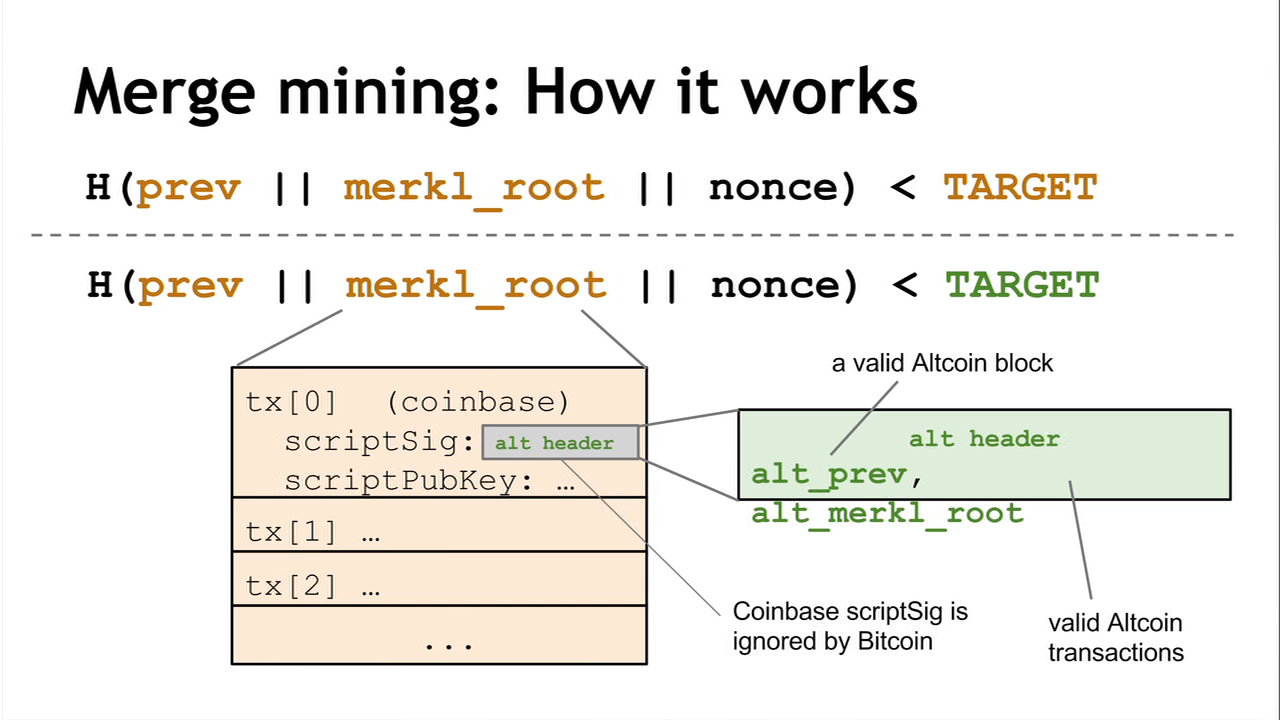 Merge mining: How it works
H(prev || merkl_root || nonce) < TARGET
H(prev || merkl_root || nonce) < TARGET
a valid Altcoin block
tx[0] (coinbase)
scriptSig: alt header
scriptPubKey: …
alt header
alt_prev,
alt_merkl_root
tx[1] …
tx[2] …
...
Coinbase scriptSig is
ignored by Bitcoin
valid Altcoin
transactions